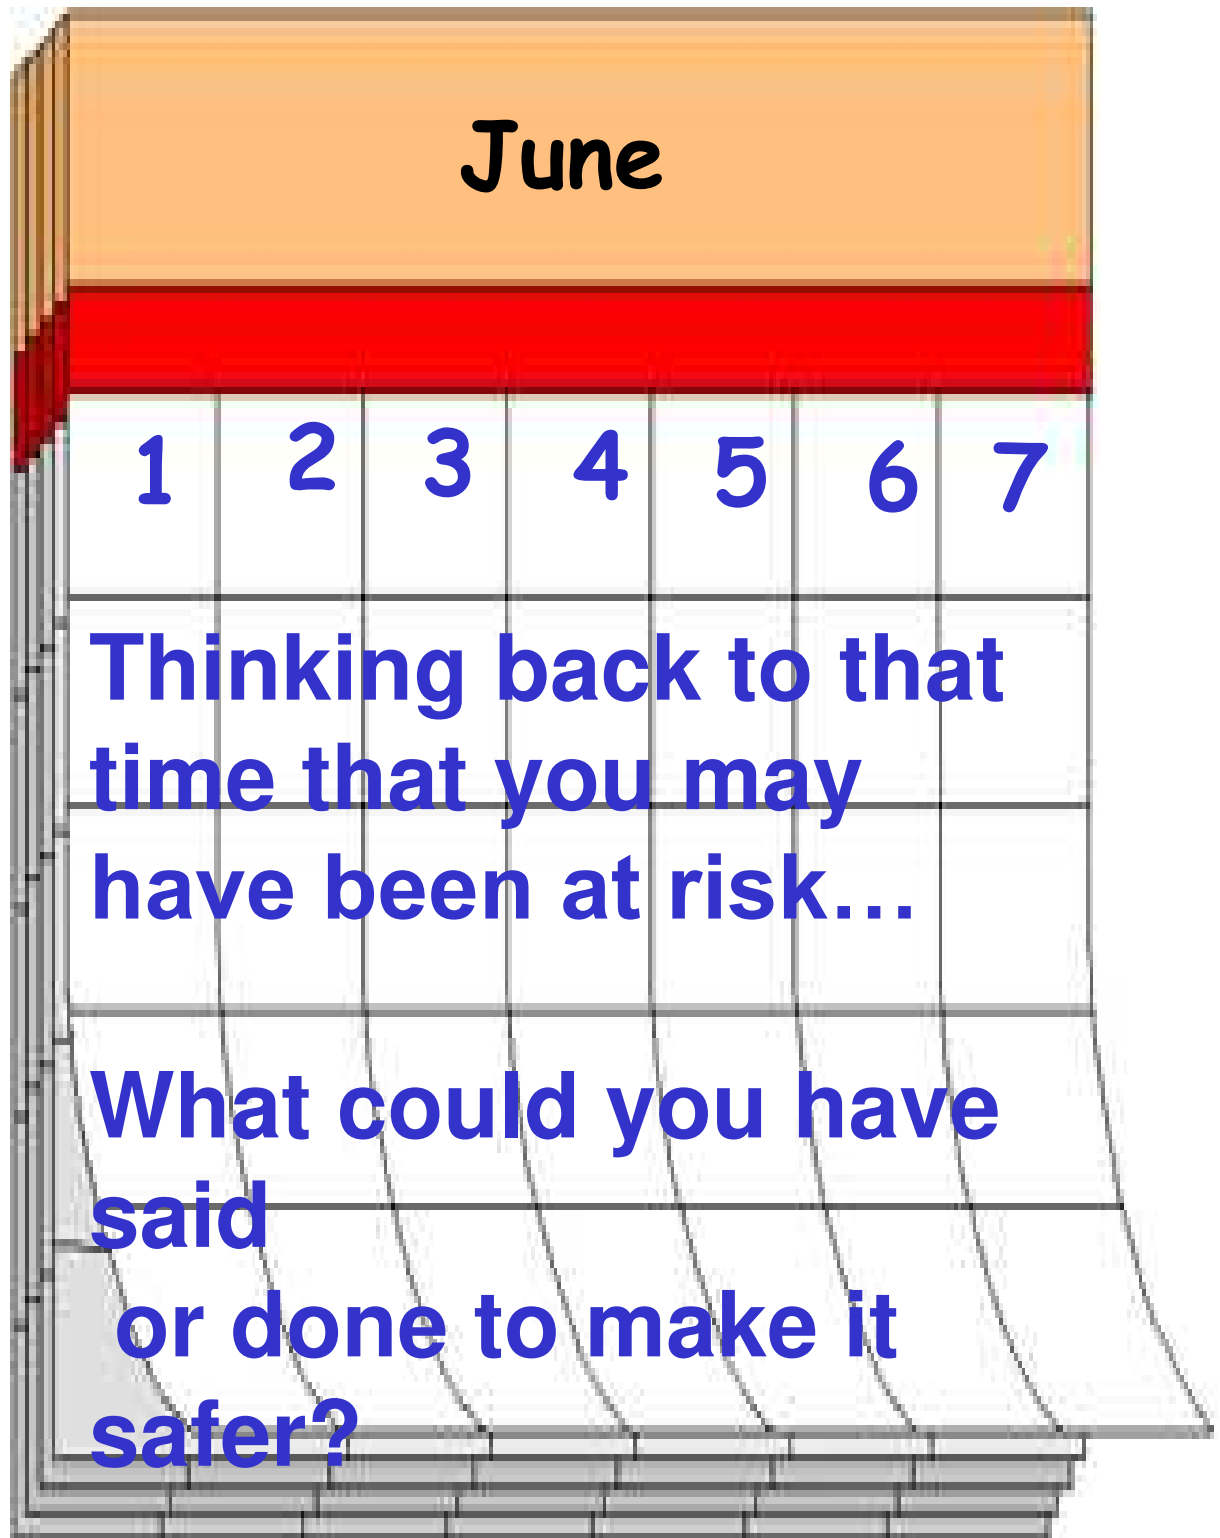 June
1 2 3 4 5 6 7
Thinking back to that
time that you may
have been at risk…
What could you have
said
or done to make it
safer?